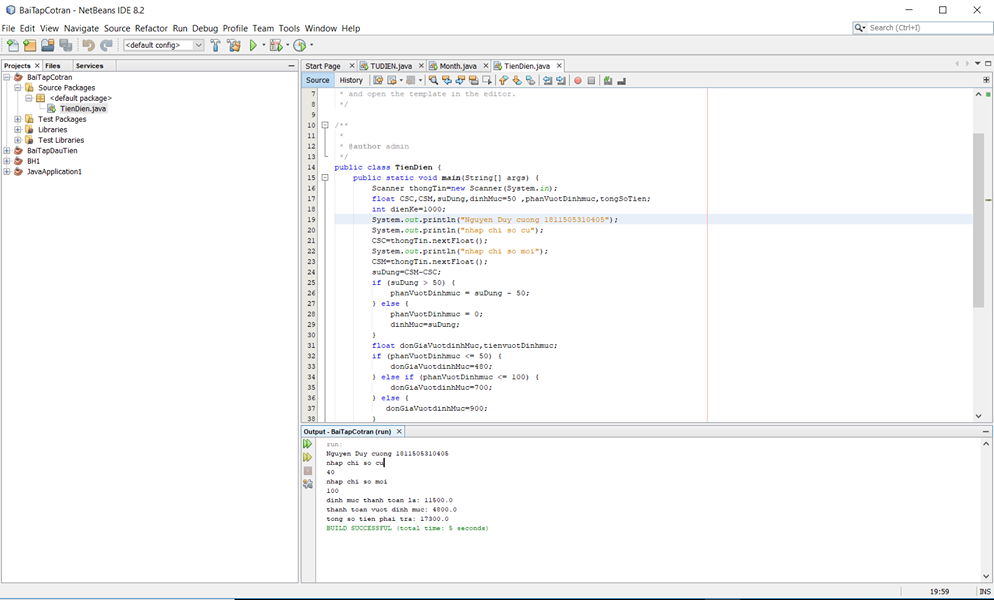 BaiTapCotran - NetBeans IDE 8.2
File Edit View Navigate Source Refactor Run Debug Profile Team Tools Window Help
Search (Ctrl+I)
<default config>
Projects Files Services
BaiTapCotran
Source Packages
<default package>
TienDien.java
Test Packages
Libraries
Test Libraries
BaiTapDauTien
BH1
JavaApplication1
Start Page TUDIEN.java Month.java TienDien.java
Source History
7 * and open the template in the editor.
8 */
9
10 /**
11 *
12 * @author admin
13 */
14 public class TienDien {
15 public static void main(String[] args) {
16 Scanner thongTin=new Scanner(System.in);
17 float CSC,CSM,suDung,dinhMuc=50 ,phanVuotDinhmuc,tongSoTien;
18 int dienKe=1000;
19 System.out.println("Nguyen Duy cuong 1811505310405");
20 System.out.println("nhap chi so cu");
21 CSC=thongTin.nextFloat();
22 System.out.println("nhap chi so moi");
23 CSM=thongTin.nextFloat();
24 suDung=CSM-CSC;
25 if (suDung > 50) {
26 phanVuotDinhmuc = suDung - 50;
27 } else {
28 phanVuotDinhmuc = 0;
29 dinhMuc=suDung;
30 }
31 float donGiaVuotdinhMuc,tienvuotDinhmuc;
32 if (phanVuotDinhmuc <= 50) {
33 donGiaVuotdinhMuc=480;
34 } else if (phanVuotDinhmuc <= 100) {
35 donGiaVuotdinhMuc=700;
36 } else {
37 donGiaVuotdinhMuc=900;
38 }
Output - BaiTapCotran (run)
run:
Nguyen Duy cuong 1811505310405
nhap chi so cu
40
nhap chi so moi
100
dinh muc thanh toan la: 11500.0
thanh toan vuot dinh muc: 4800.0
tong so tien phai tra: 17300.0
BUILD SUCCESSFUL (total time: 5 seconds)
19:59 INS